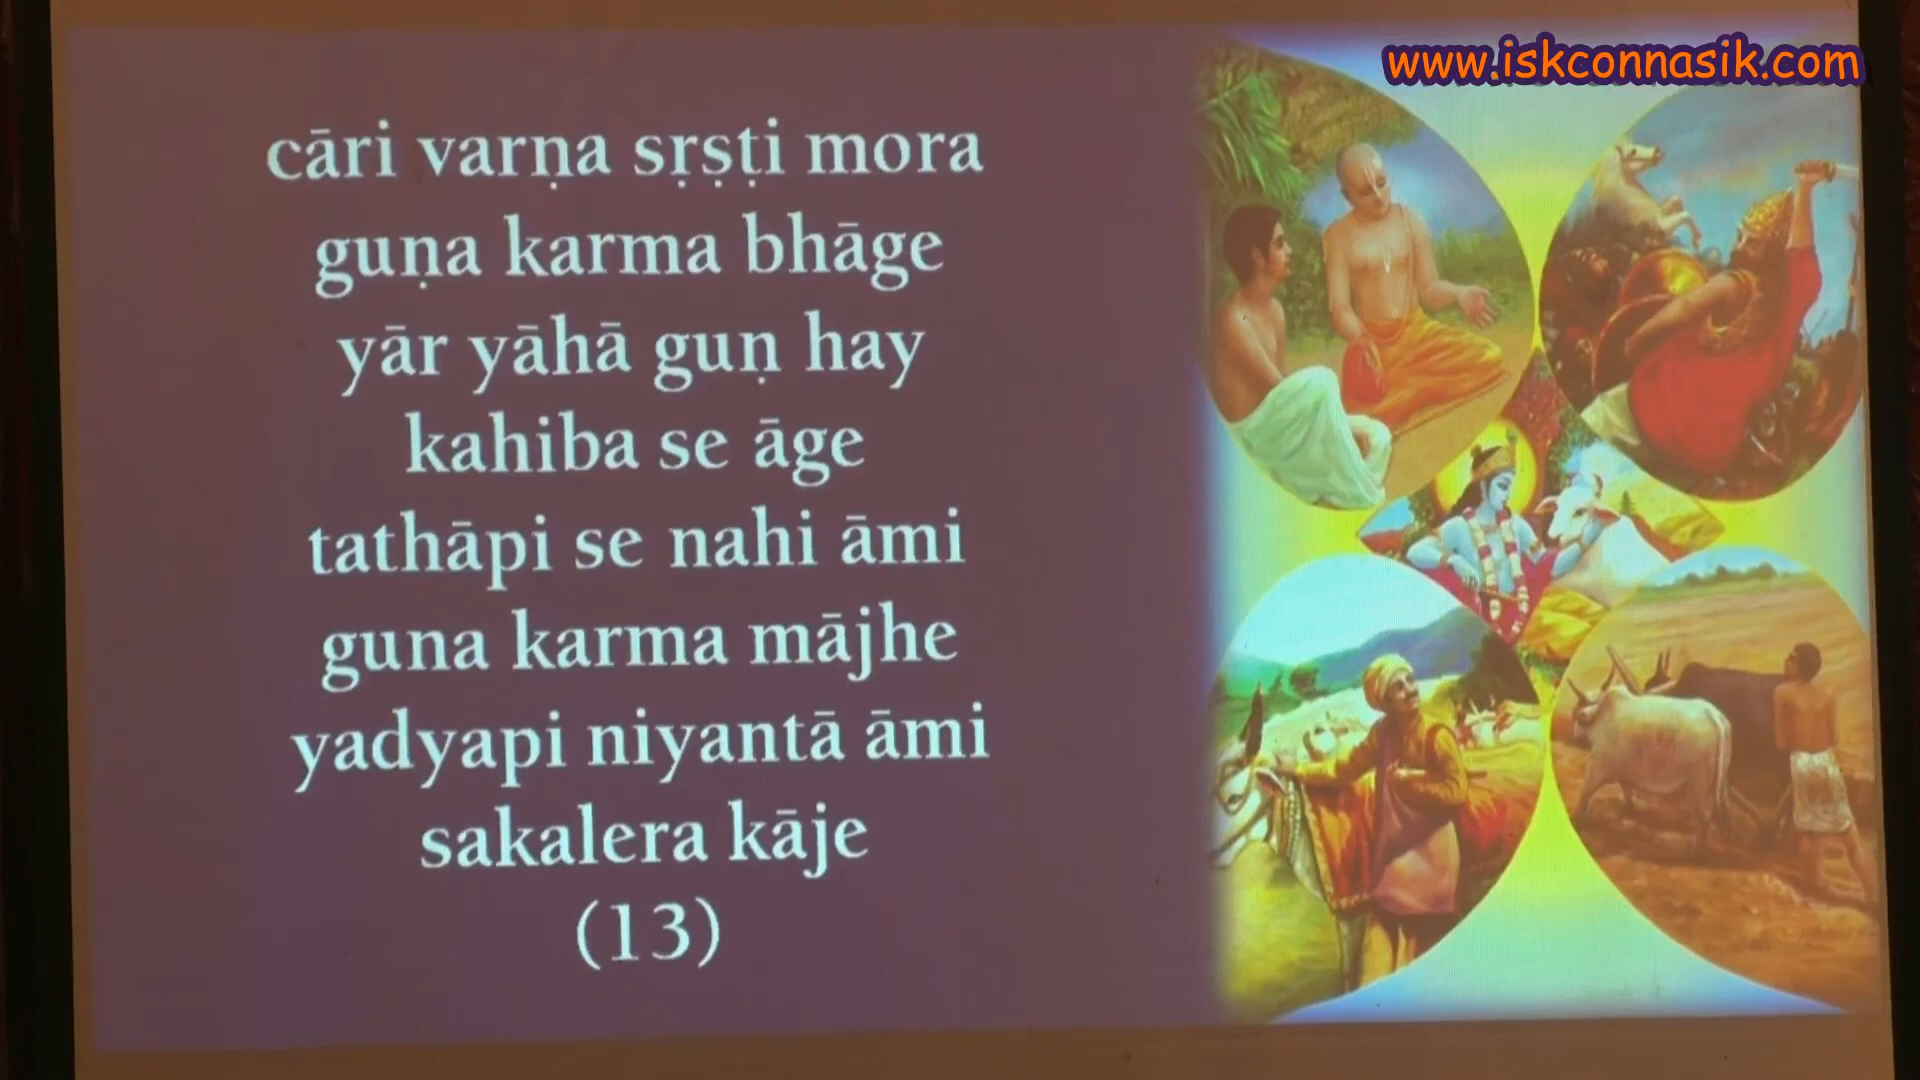 www.iskconnasik.com
cāri varṇa sṛṣṭi mora
guṇa karma bhāge
yār yāhā guṇ hay
kahiba se āge
tathāpi se nahi āmi
guna karma mājhe
yadyapi niyantā āmi
sakalera kāje
(13)